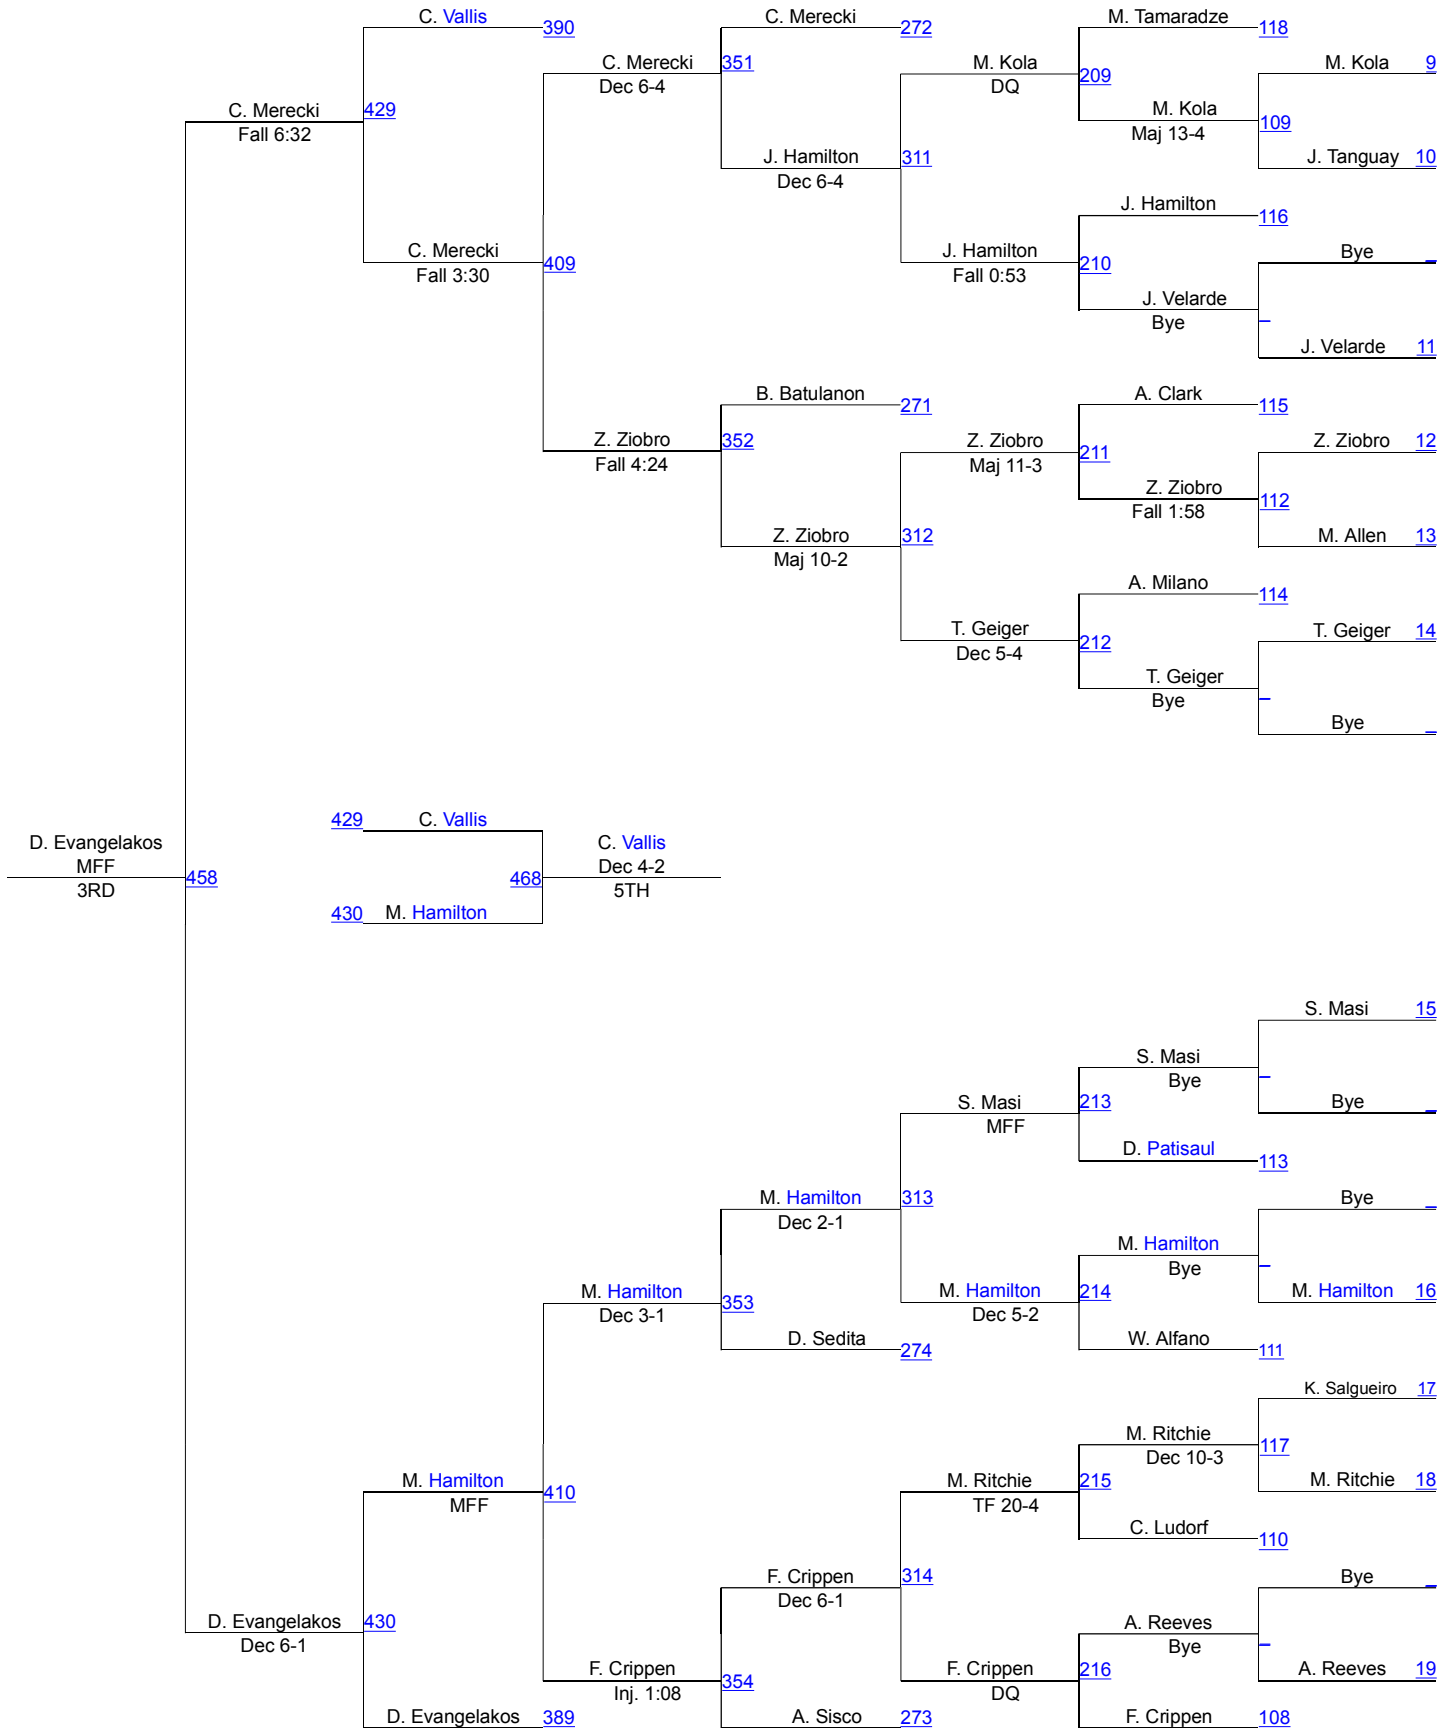 C. Vallis 390
C. Merecki 272
M. Tamaradze 118
C. Merecki 351
Dec 6-4
M. Kola 209
DQ
M. Kola 9
C. Merecki 429
Fall 6:32
M. Kola 109
Maj 13-4
J. Hamilton 311
Dec 6-4
J. Tanguay 10
J. Hamilton 116
C. Merecki 409
Fall 3:30
J. Hamilton 210
Fall 0:53
Bye _
J. Velarde _
Bye
J. Velarde 11
B. Batulanon 271
A. Clark 115
Z. Ziobro 352
Fall 4:24
Z. Ziobro 211
Maj 11-3
Z. Ziobro 12
Z. Ziobro 112
Fall 1:58
Z. Ziobro 312
Maj 10-2
M. Allen 13
A. Milano 114
T. Geiger 212
Dec 5-4
T. Geiger 14
T. Geiger _
Bye
Bye _
429 C. Vallis
D. Evangelakos
MFF
458
3RD
C. Vallis
Dec 4-2
468
5TH
430 M. Hamilton
S. Masi 15
S. Masi _
Bye
S. Masi 213
MFF
Bye _
D. Patisaul 113
M. Hamilton 313
Dec 2-1
Bye _
M. Hamilton _
Bye
M. Hamilton 353
Dec 3-1
M. Hamilton 214
Dec 5-2
M. Hamilton 16
D. Sedita 274
W. Alfano 111
K. Salgueiro 17
M. Ritchie 117
Dec 10-3
M. Hamilton 410
MFF
M. Ritchie 215
TF 20-4
M. Ritchie 18
C. Ludorf 110
F. Crippen 314
Dec 6-1
Bye _
D. Evangelakos 430
Dec 6-1
A. Reeves _
Bye
F. Crippen 354
Inj. 1:08
F. Crippen 216
DQ
A. Reeves 19
D. Evangelakos 389
A. Sisco 273
F. Crippen 108